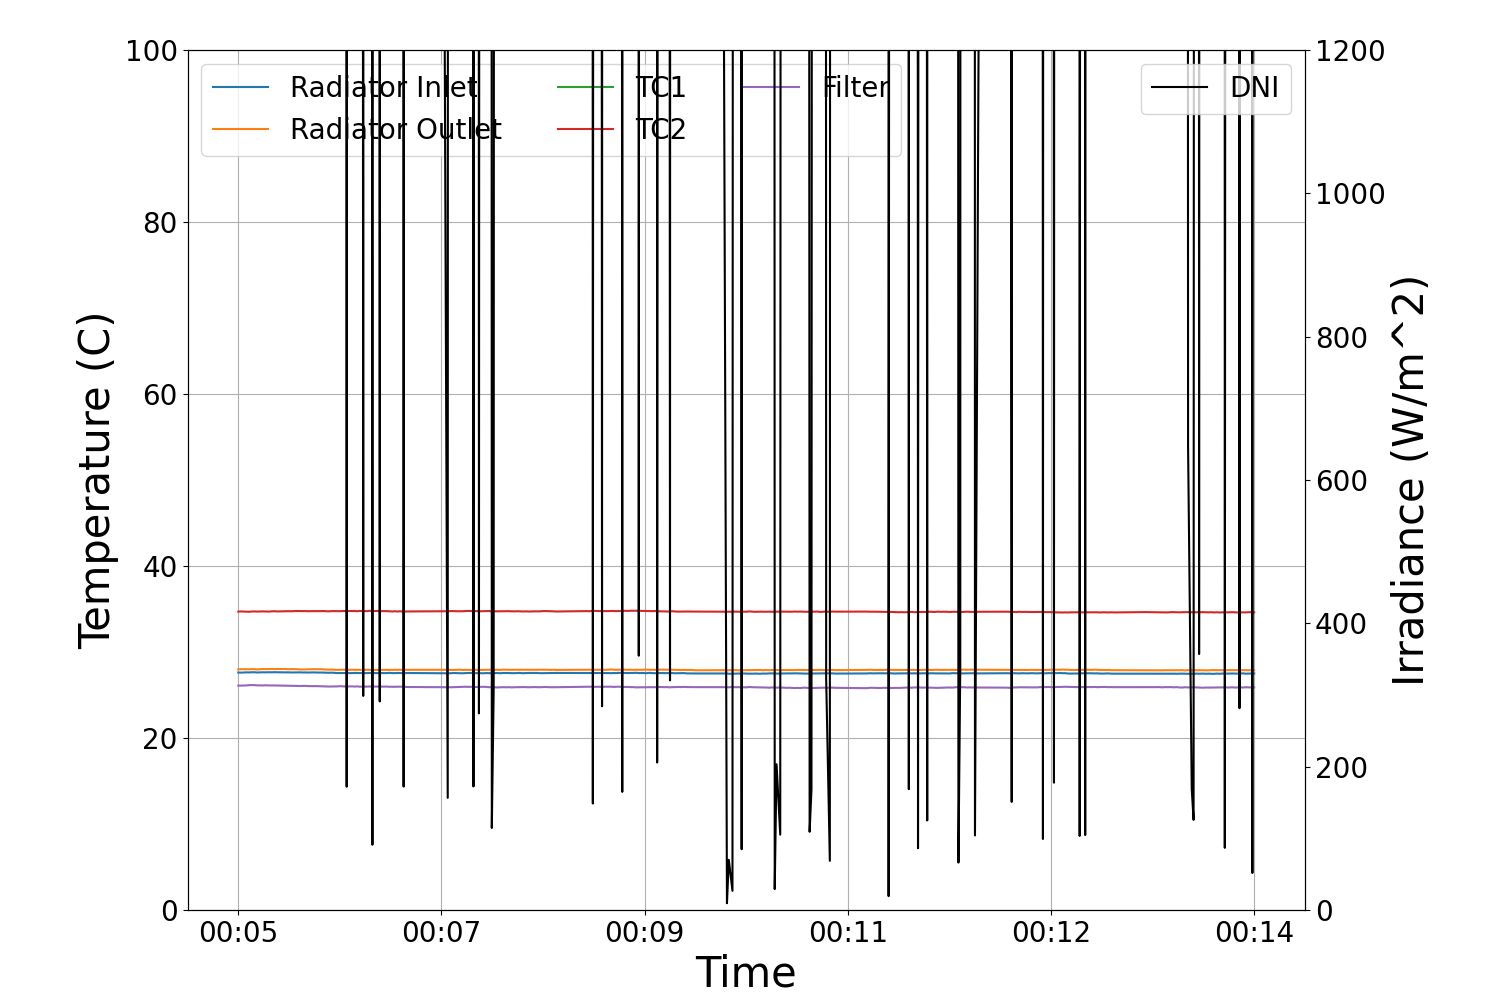 100
80
60
40
20
0
Temperature (C)
Radiator Inlet
Radiator Outlet
TC1
TC2
Filter
DNI
1200
1000
800
600
400
200
0
Irradiance (W/m^2)
00:05
00:07
00:09
00:11
00:12
00:14
Time